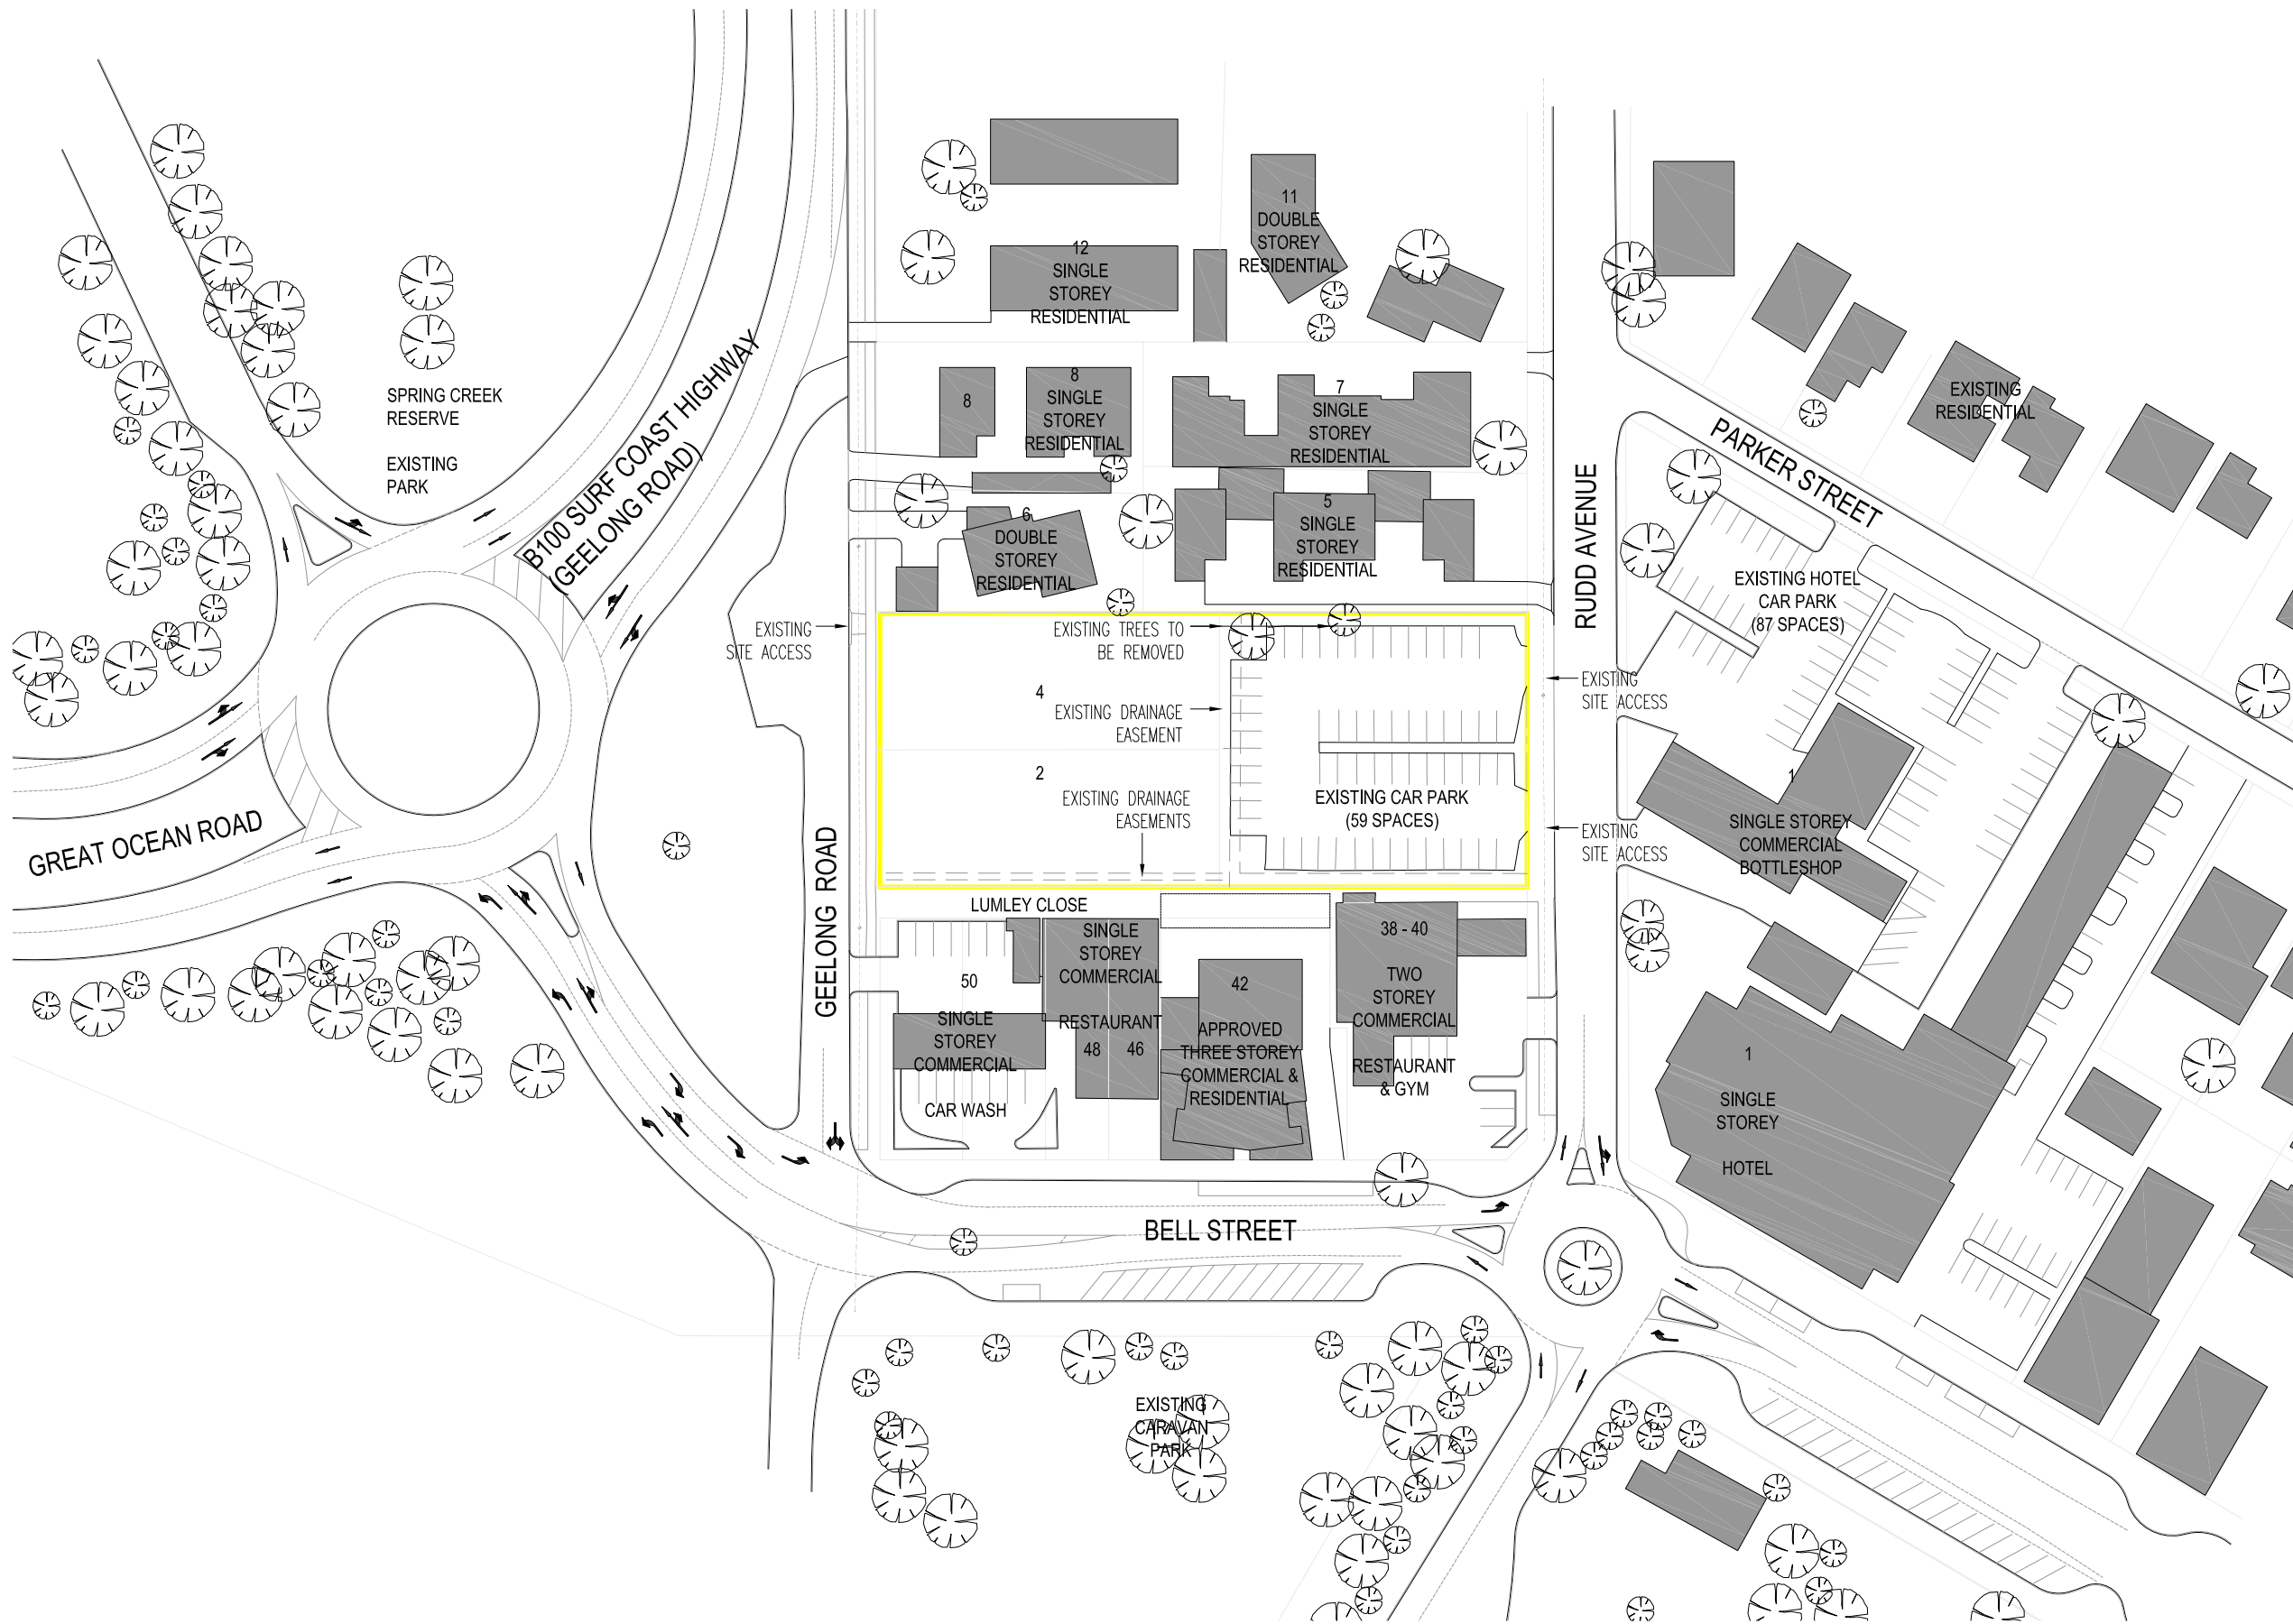 11
DOUBLE
STOREY
RESIDENTIAL
12
SINGLE
STOREY
RESIDENTIAL
SPRING CREEK
RESERVE
EXISTING
PARK
B100 SURF COAST HIGHWAY
(GEELONG ROAD)
8
8
SINGLE
STOREY
RESIDENTIAL
7
SINGLE
STOREY
RESIDENTIAL
EXISTING
RESIDENTIAL
PARKER STREET
RUDD AVENUE
6
DOUBLE
STOREY
RESIDENTIAL
5
SINGLE
STOREY
RESIDENTIAL
EXISTING HOTEL
CAR PARK
(87 SPACES)
EXISTING
SITE ACCESS
EXISTING TREES TO
BE REMOVED
4
EXISTING DRAINAGE
EASEMENT
EXISTING
SITE ACCESS
2
EXISTING DRAINAGE
EASEMENTS
EXISTING CAR PARK
(59 SPACES)
EXISTING
SITE ACCESS
1
SINGLE STOREY
COMMERCIAL
BOTTLESHOP
GREAT OCEAN ROAD
GEELONG ROAD
LUMLEY CLOSE
50
SINGLE
STOREY
COMMERCIAL
CAR WASH
SINGLE
STOREY
COMMERCIAL
RESTAURANT
48 46
42
APPROVED
THREE STOREY
COMMERCIAL &
RESIDENTIAL
38 - 40
TWO
STOREY
COMMERCIAL
RESTAURANT
& GYM
1
SINGLE
STOREY
HOTEL
BELL STREET
EXISTING
CARAVAN
PARK